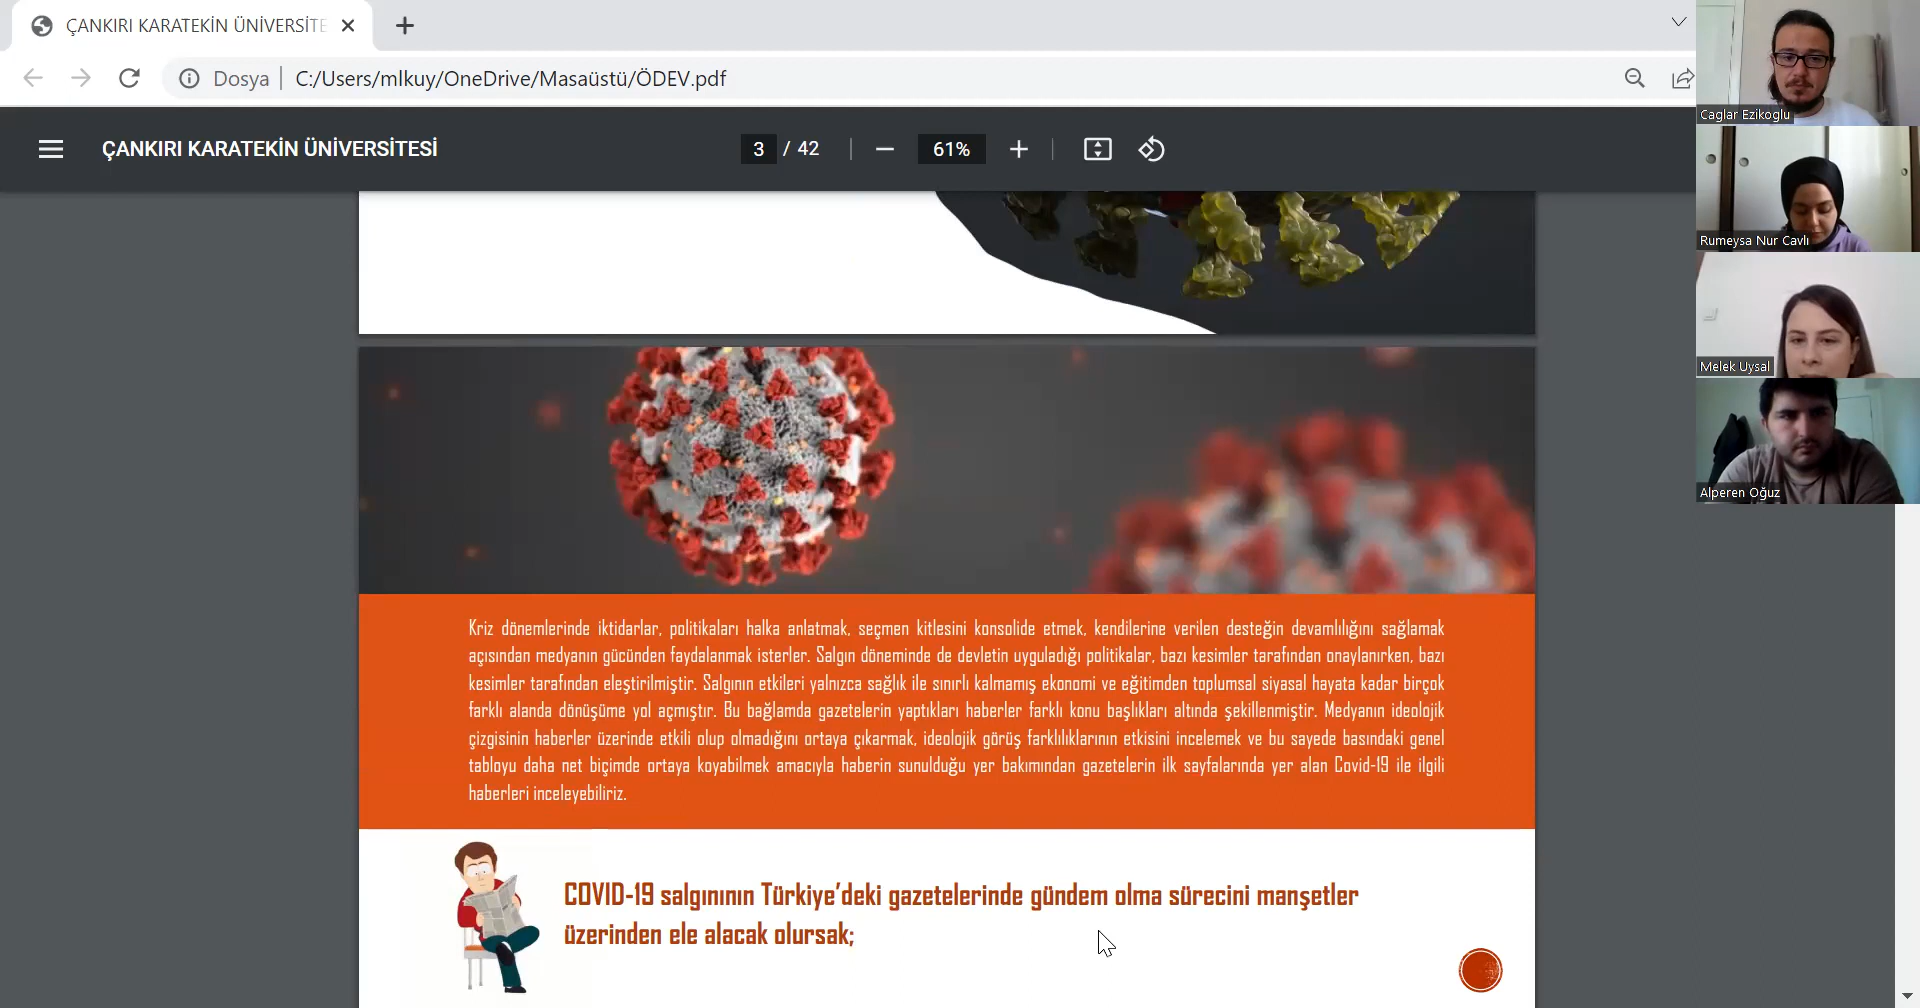 ÇANKIRI KARATEKİN ÜNİVERSİTE
Dosya
C:/Users/mlkuy/OneDrive/Masaüstü/ÖDEV.pdf
ÇANKIRI KARATEKİN ÜNİVERSİTESİ
3 / 42
61%
Caglar Ezikoglu
Rumeysa Nur Cavlı
Melek Uysal
Alperen Oğuz
Kriz dönemlerinde iktidarlar, politikaları halka anlatmak, seçmen kitlesini konsolide etmek, kendilerine verilen desteğin devamlılığını sağlamak
açısından medyanın gücünden faydalanmak isterler. Salgın döneminde de devletin uyguladığı politikalar, bazı kesimler tarafından onaylanırken, bazı
kesimler tarafından eleştirilmiştir. Salgının etkileri yalnızca sağlık ile sınırlı kalmamış ekonomi ve eğitimden toplumsal siyasal hayata kadar birçok
farklı alanda dönüşüme yol açmıştır. Bu bağlamda gazetelerin yaptıkları haberler farklı konu başlıkları altında şekillenmiştir. Medyanın ideolojik
çizgisinin haberler üzerinde etkili olup olmadığını ortaya çıkarmak, ideolojik görüş farklılıklarının etkisini incelemek ve bu sayede basındaki genel
tabloyu daha net biçimde ortaya koyabilmek amacıyla haberin sunulduğu yer bakımından gazetelerin ilk sayfalarında yer alan Covid-19 ile ilgili
haberleri inceleyebiliriz.
COVID-19 salgınının Türkiye'deki gazetelerinde gündem olma sürecini manşetler
üzerinden ele alacak olursak;